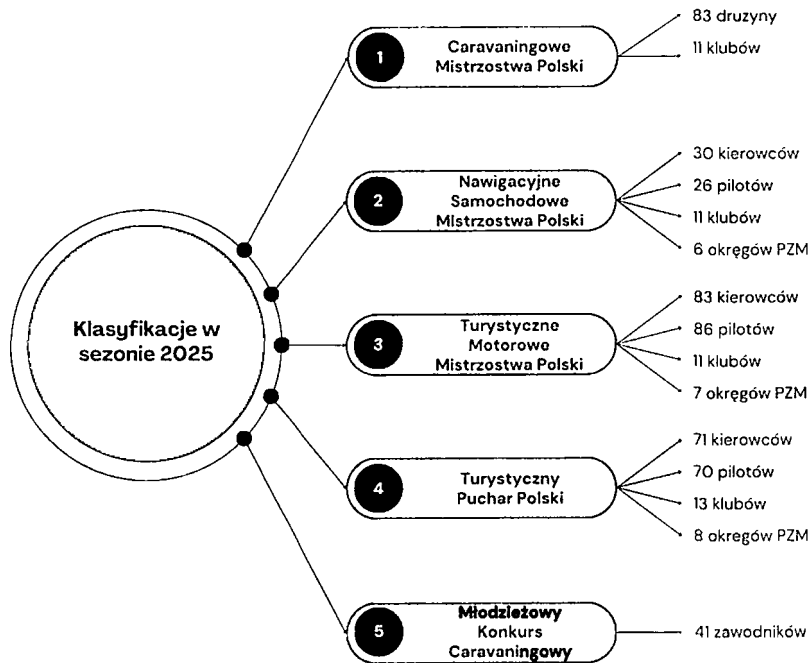 Klasyfikacje w
sezonie 2025
1
Caravaningowe
Mistrzostwa Polski
83 druzyny
11 klubów
2
Nawigacyjne
Samochodowe
Mistrzostwa Polski
30 kierowców
26 pilotów
11 klubów
6 okręgów PZM
3
Turystyczne
Motorowe
Mistrzostwa Polski
83 kierowców
86 pilotów
11 klubów
7 okręgów PZM
4
Turystyczny
Puchar Polski
71 kierowców
70 pilotów
13 klubów
8 okręgów PZM
5
Młodzieżowy
Konkurs
Caravaningowy
41 zawodników